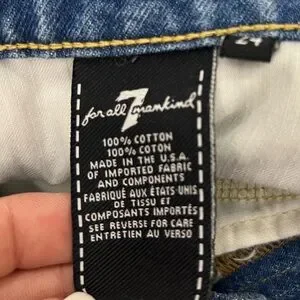 24
7
for all mankind
100% COTTON
100% COTON
MADE IN THE U.S.A.
OF IMPORTED FABRIC
AND COMPONENTS
FABRIQUÉ AUX ÉTATS-UNIS
DE TISSU ET
COMPOSANTS IMPORTÉS
SEE REVERSE FOR CARE
ENTRETIEN AU VERSO